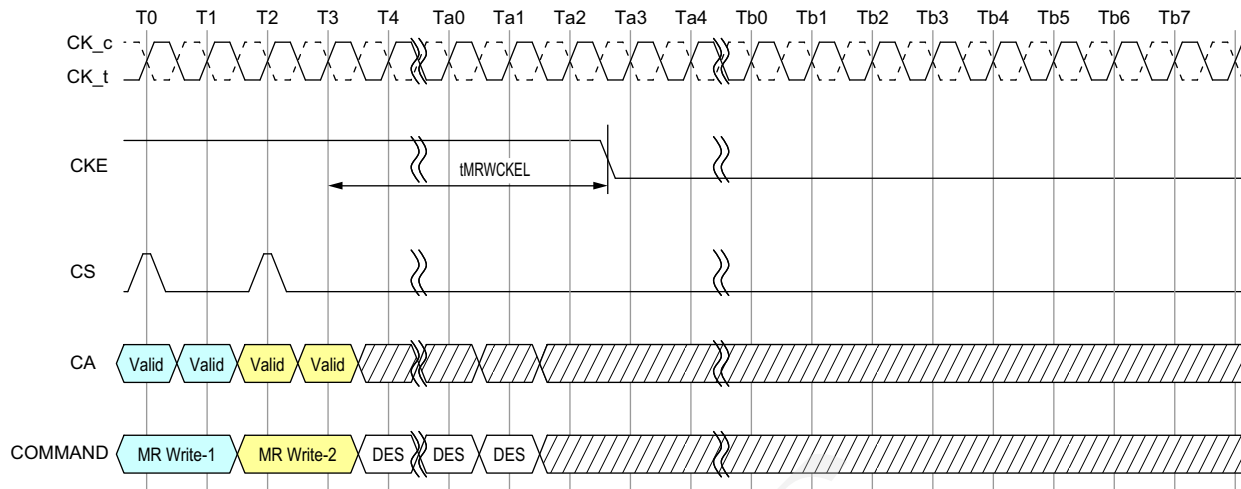 T0 T1 T2 T3 T4 Ta0 Ta1 Ta2 Ta3 Ta4 Tb0 Tb1 Tb2 Tb3 Tb4 Tb5 Tb6 Tb7
CK_c
CK_t
CKE
tMRWCKEL
CS
CA Valid Valid Valid Valid
COMMAND MR Write-1 MR Write-2 DES DES DES